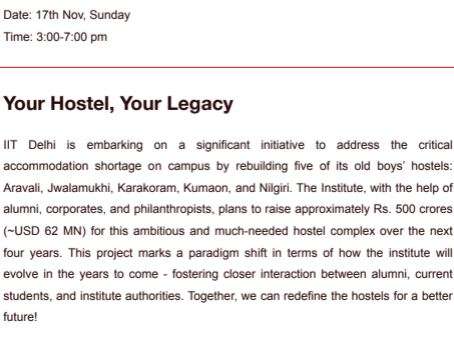 Date: 17th Nov, Sunday
Time: 3:00-7:00 pm
Your Hostel, Your Legacy
IIT Delhi is embarking on a significant initiative to address the critical
accommodation shortage on campus by rebuilding five of its old boys' hostels:
Aravali, Jwalamukhi, Karakoram, Kumaon, and Nilgiri. The Institute, with the help of
alumni, corporates, and philanthropists, plans to raise approximately Rs. 500 crores
(~USD 62 MN) for this ambitious and much-needed hostel complex over the next
four years. This project marks a paradigm shift in terms of how the institute will
evolve in the years to come - fostering closer interaction between alumni, current
students, and institute authorities. Together, we can redefine the hostels for a better
future!